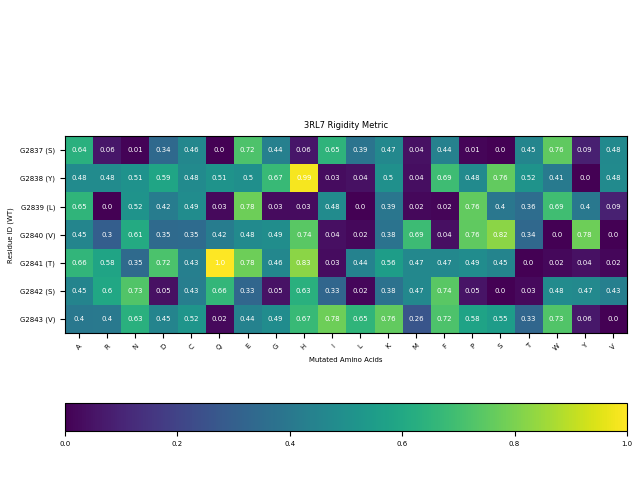 3RL7 Rigidity Metric
G2837 (S) 0.64 0.06 0.01 0.34 0.46 0.0 0.72 0.44 0.06 0.65 0.39 0.47 0.04 0.44 0.01 0.0 0.45 0.76 0.09 0.48
G2838 (Y) 0.48 0.48 0.51 0.59 0.48 0.51 0.5 0.67 0.99 0.03 0.04 0.5 0.04 0.69 0.48 0.76 0.52 0.41 0.0 0.48
G2839 (L) 0.65 0.0 0.52 0.42 0.49 0.03 0.78 0.03 0.03 0.48 0.0 0.39 0.02 0.02 0.76 0.4 0.36 0.69 0.4 0.09
G2840 (V) 0.45 0.3 0.61 0.35 0.35 0.42 0.48 0.49 0.74 0.04 0.02 0.38 0.69 0.04 0.76 0.82 0.34 0.0 0.78 0.0
G2841 (T) 0.66 0.58 0.35 0.72 0.43 1.0 0.78 0.46 0.83 0.03 0.44 0.56 0.47 0.47 0.49 0.45 0.0 0.02 0.04 0.02
G2842 (S) 0.45 0.6 0.73 0.05 0.43 0.66 0.33 0.05 0.63 0.33 0.02 0.38 0.47 0.74 0.05 0.0 0.03 0.48 0.47 0.43
G2843 (V) 0.4 0.4 0.63 0.45 0.52 0.02 0.44 0.49 0.67 0.78 0.65 0.76 0.26 0.72 0.58 0.55 0.33 0.73 0.06 0.0
Residue ID (WT)
A R N D C Q E G H I L K M F P S T W Y V
Mutated Amino Acids
0.0 0.2 0.4 0.6 0.8 1.0